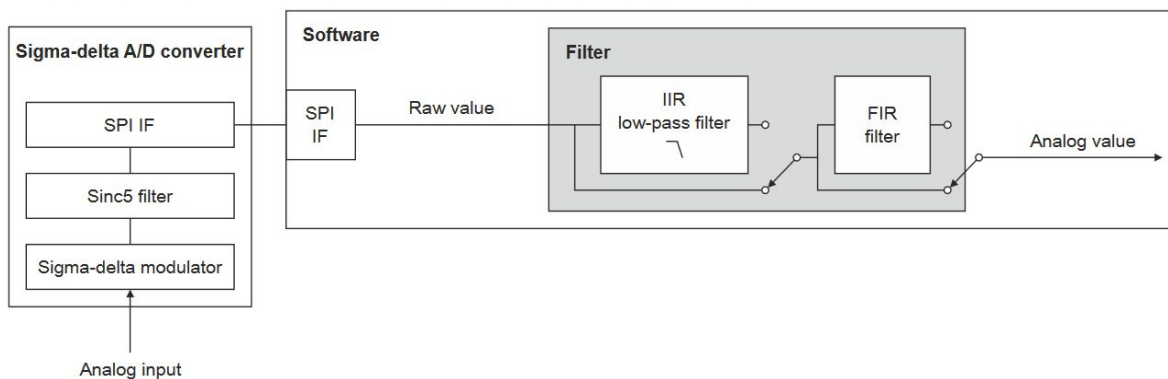 Sigma-delta A/D converter
SPI IF
Sinc5 filter
Sigma-delta modulator
Analog input
Software
SPI
IF
Raw value
Filter
IIR
low-pass filter
FIR
filter
Analog value